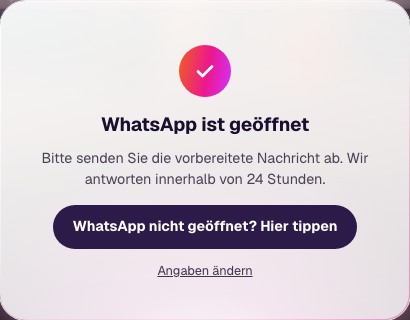 WhatsApp ist geöffnet
Bitte senden Sie die vorbereitete Nachricht ab. Wir
antworten innerhalb von 24 Stunden.
WhatsApp nicht geöffnet? Hier tippen
Angaben ändern